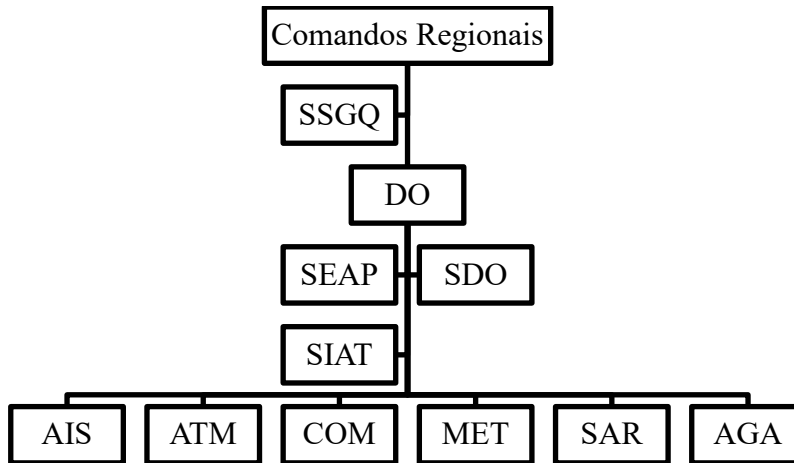 Comandos Regionais
SSGQ
DO
SEAP
SDO
SIAT
AIS
ATM
COM
MET
SAR
AGA